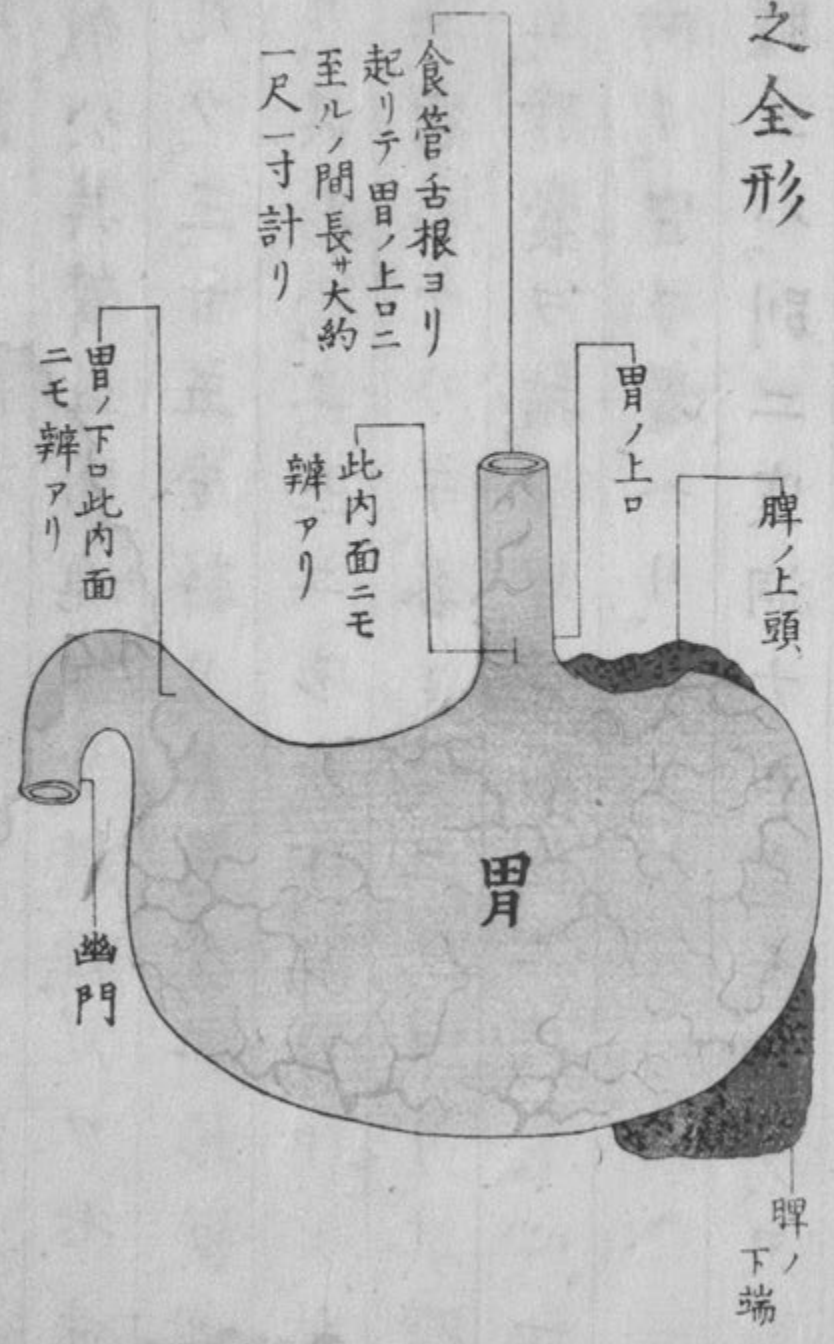 之全形
脾ノ上頭
胃ノ上口
食管舌根ヨリ
起リテ胃ノ上口ニ
至ルノ間長サ大約
一尺一寸計リ
此内面ニモ
辨アリ
胃ノ下口此内面
ニモ辨アリ
胃
幽門
脾ノ
下端